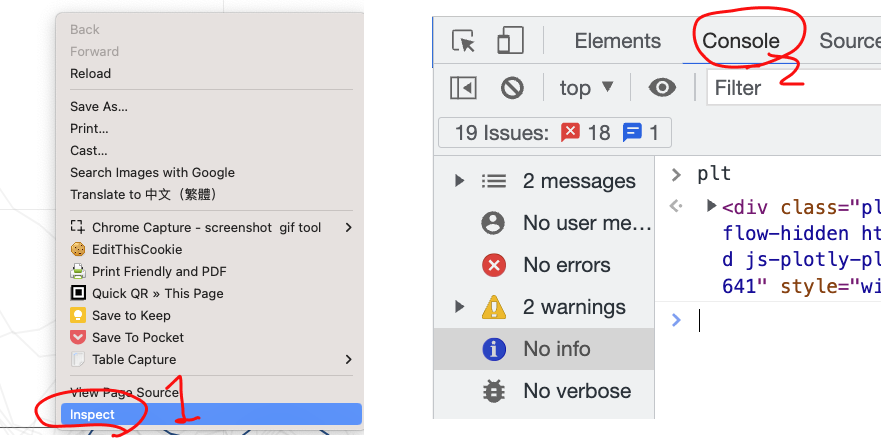 Back
Forward
Reload
Save As...
Print...
Cast...
Search Images with Google
Translate to 中文（繁體）
Chrome Capture - screenshot gif tool
EditThisCookie
Print Friendly and PDF
Quick QR » This Page
Save to Keep
Save To Pocket
Table Capture
View Page Source
Inspect
1
Elements Console Source
2
top ▼ Filter
19 Issues: 18 1
2 messages
No user me...
No errors
2 warnings
No info
No verbose
> plt
<div class="pl
flow-hidden ht
d js-plotly-pl
641" style="wi
>